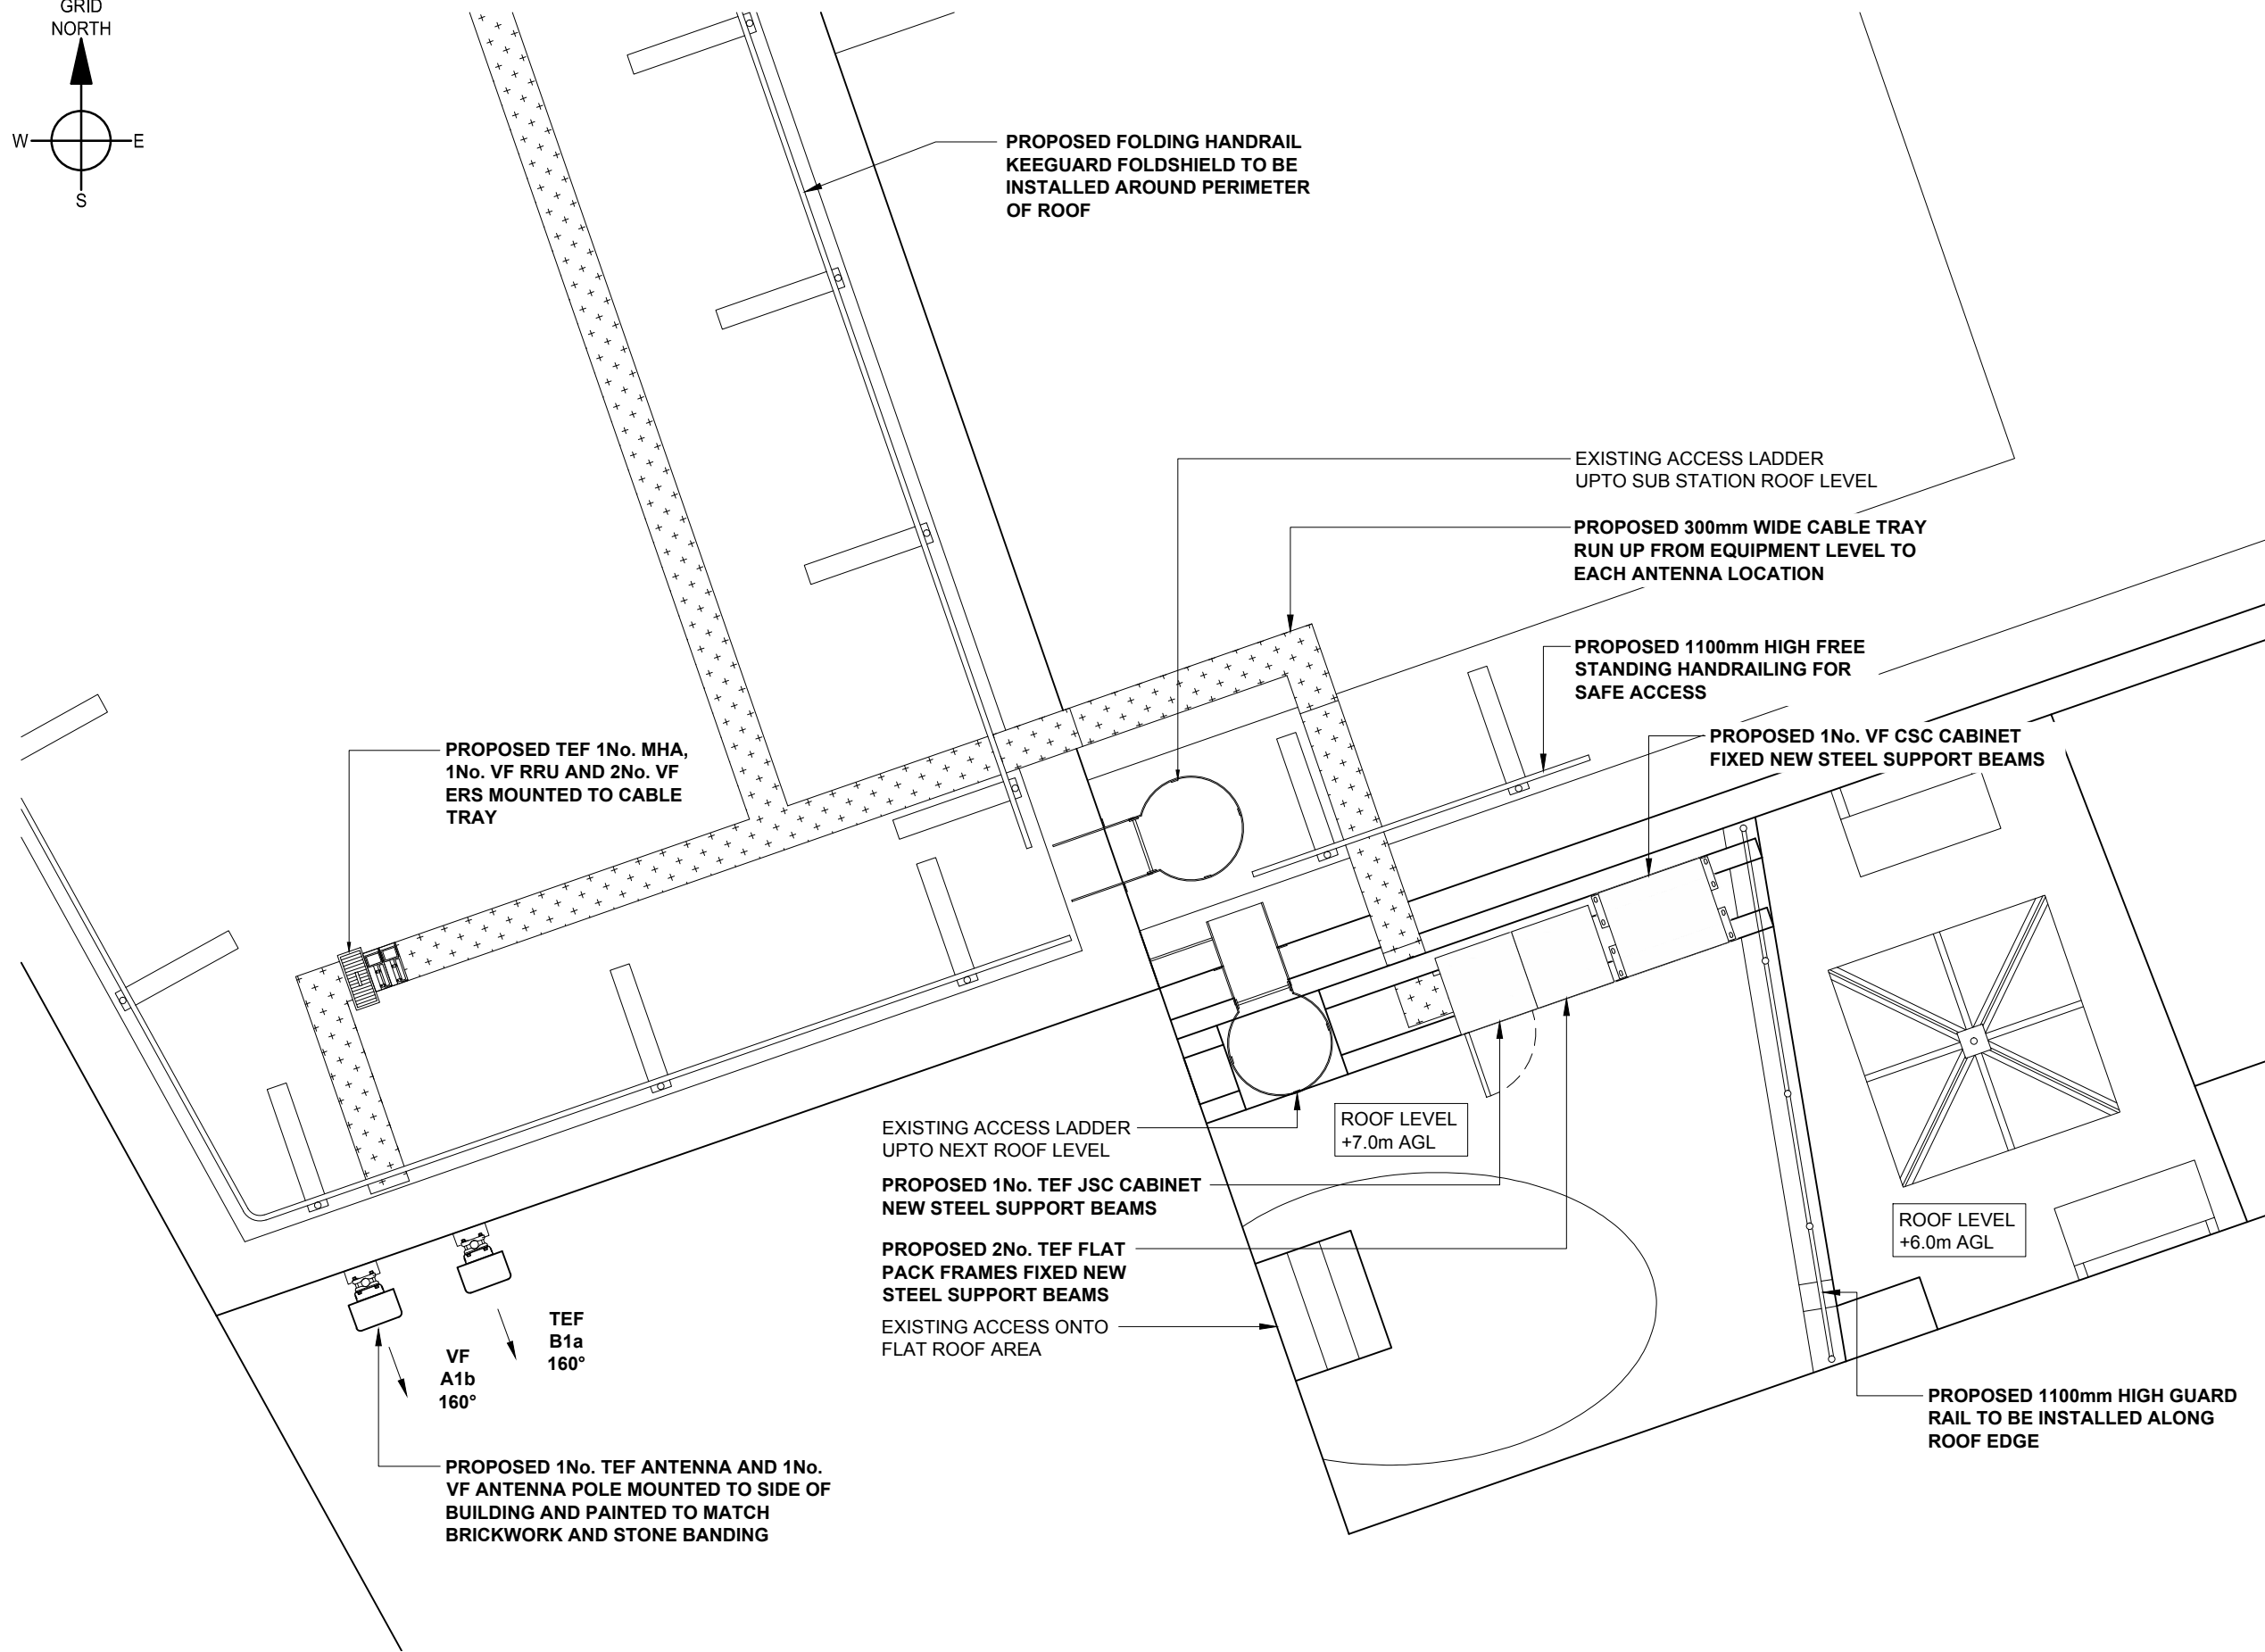 GRID
NORTH
W
E
S
PROPOSED FOLDING HANDRAIL
KEEGUARD FOLDSHIELD TO BE
INSTALLED AROUND PERIMETER
OF ROOF
EXISTING ACCESS LADDER
UPTO SUB STATION ROOF LEVEL
PROPOSED 300mm WIDE CABLE TRAY
RUN UP FROM EQUIPMENT LEVEL TO
EACH ANTENNA LOCATION
PROPOSED 1100mm HIGH FREE
STANDING HANDRAILING FOR
SAFE ACCESS
PROPOSED 1No. VF CSC CABINET
FIXED NEW STEEL SUPPORT BEAMS
PROPOSED TEF 1No. MHA,
1No. VF RRU AND 2No. VF
ERS MOUNTED TO CABLE
TRAY
EXISTING ACCESS LADDER
UPTO NEXT ROOF LEVEL
ROOF LEVEL
+7.0m AGL
PROPOSED 1No. TEF JSC CABINET
NEW STEEL SUPPORT BEAMS
PROPOSED 2No. TEF FLAT
PACK FRAMES FIXED NEW
STEEL SUPPORT BEAMS
EXISTING ACCESS ONTO
FLAT ROOF AREA
ROOF LEVEL
+6.0m AGL
TEF
B1a
160°
VF
A1b
160°
PROPOSED 1100mm HIGH GUARD
RAIL TO BE INSTALLED ALONG
ROOF EDGE
PROPOSED 1No. TEF ANTENNA AND 1No.
VF ANTENNA POLE MOUNTED TO SIDE OF
BUILDING AND PAINTED TO MATCH
BRICKWORK AND STONE BANDING